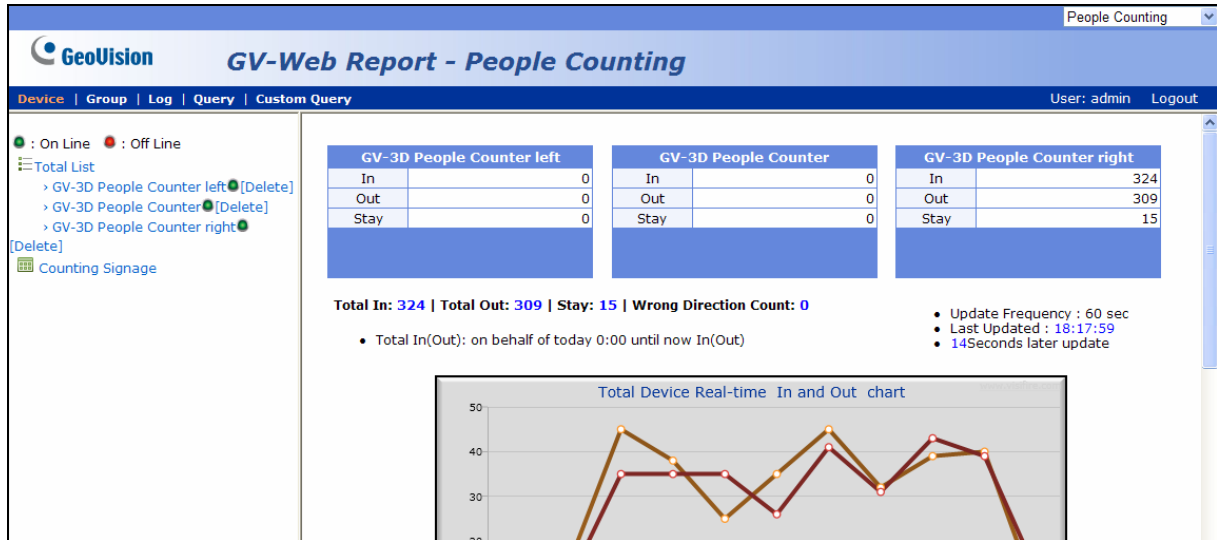 People Counting
GeoVision
GV-Web Report - People Counting
Device | Group | Log | Query | Custom Query
User: admin Logout
: On Line : Off Line
Total List
› GV-3D People Counter left [Delete]
› GV-3D People Counter [Delete]
› GV-3D People Counter right
[Delete]
Counting Signage
GV-3D People Counter left
In 0
Out 0
Stay 0
GV-3D People Counter
In 0
Out 0
Stay 0
GV-3D People Counter right
In 324
Out 309
Stay 15
Total In: 324 | Total Out: 309 | Stay: 15 | Wrong Direction Count: 0
• Total In(Out): on behalf of today 0:00 until now In(Out)
• Update Frequency : 60 sec
• Last Updated : 18:17:59
• 14Seconds later update
Total Device Real-time In and Out chart
50
40
30